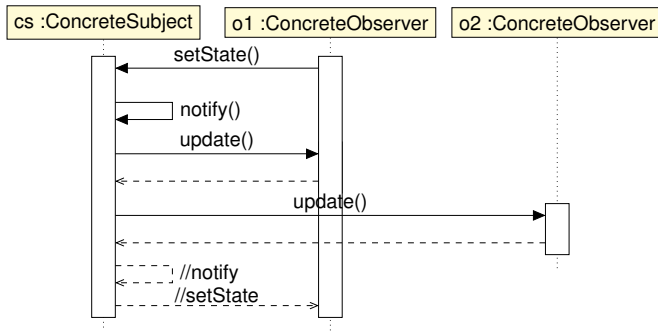 cs :ConcreteSubject
o1 :ConcreteObserver
o2 :ConcreteObserver
setState()
notify()
update()
update()
//notify
//setState